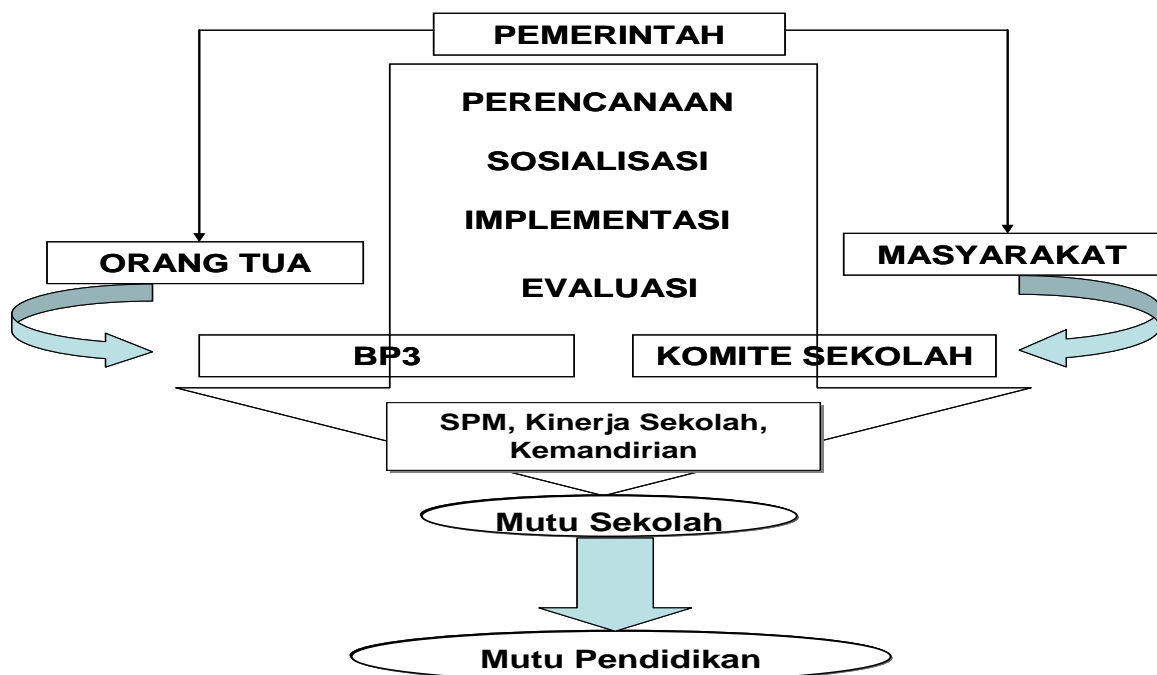 PEMERINTAH
PERENCANAAN
SOSIALISASI
IMPLEMENTASI
ORANG TUA
MASYARAKAT
EVALUASI
BP3
KOMITE SEKOLAH
SPM, Kinerja Sekolah,
Kemandirian
Mutu Sekolah
Mutu Pendidikan